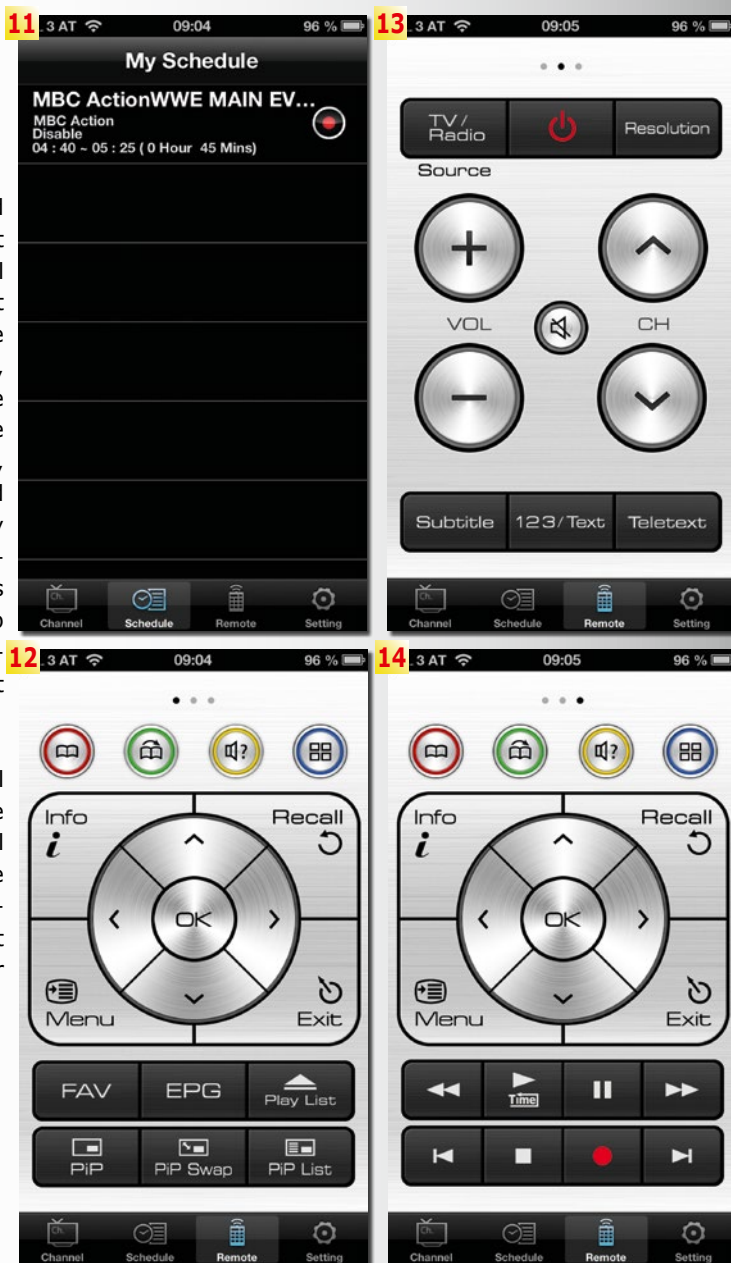 11
3 AT 09:04 96 %
My Schedule
MBC ActionWWE MAIN EV...
MBC Action
Disable
04 : 40 ~ 05 : 25 ( 0 Hour 45 Mins)
Ch.
Channel Schedule Remote Setting
13
3 AT 09:05 96 %
TV/
Radio
Resolution
Source
VOL CH
Subtitle 123/Text Teletext
Ch.
Channel Schedule Remote Setting
12
3 AT 09:04 96 %
?
Info Recall
i
OK
Menu Exit
FAV EPG Play List
PiP PiP Swap PiP List
Ch.
Channel Schedule Remote Setting
14
3 AT 09:05 96 %
?
Info Recall
i
OK
Menu Exit
Time
Ch.
Channel Schedule Remote Setting